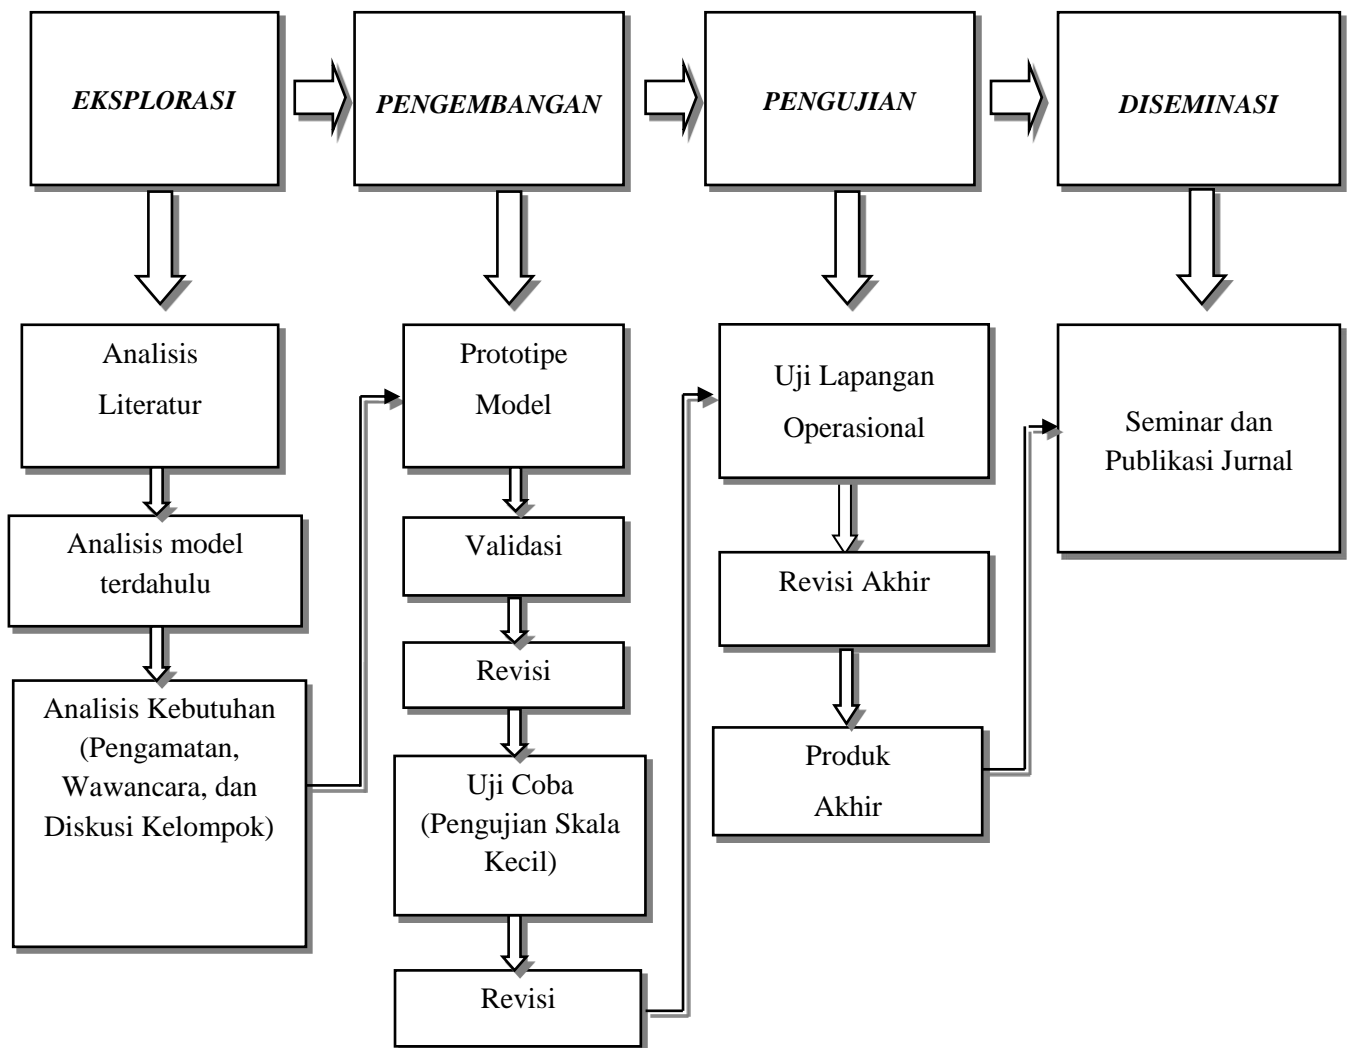 EKSPLORASI
PENGEMBANGAN
PENGUJIAN
DISEMINASI
Analisis
Literatur
Analisis model
terdahulu
Analisis Kebutuhan
(Pengamatan,
Wawancara, dan
Diskusi Kelompok)
Prototipe
Model
Validasi
Revisi
Uji Coba
(Pengujian Skala
Kecil)
Revisi
Uji Lapangan
Operasional
Revisi Akhir
Produk
Akhir
Seminar dan
Publikasi Jurnal